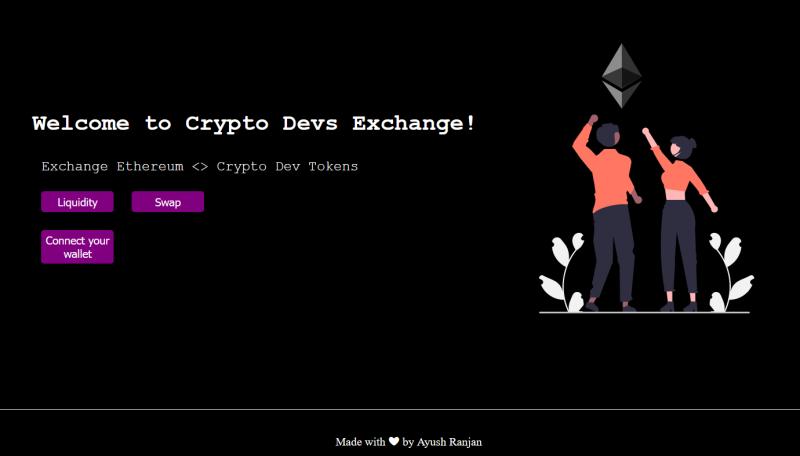 Welcome to Crypto Devs Exchange!
Exchange Ethereum <> Crypto Dev Tokens
Liquidity
Swap
Connect your
wallet
Made with ♥ by Ayush Ranjan